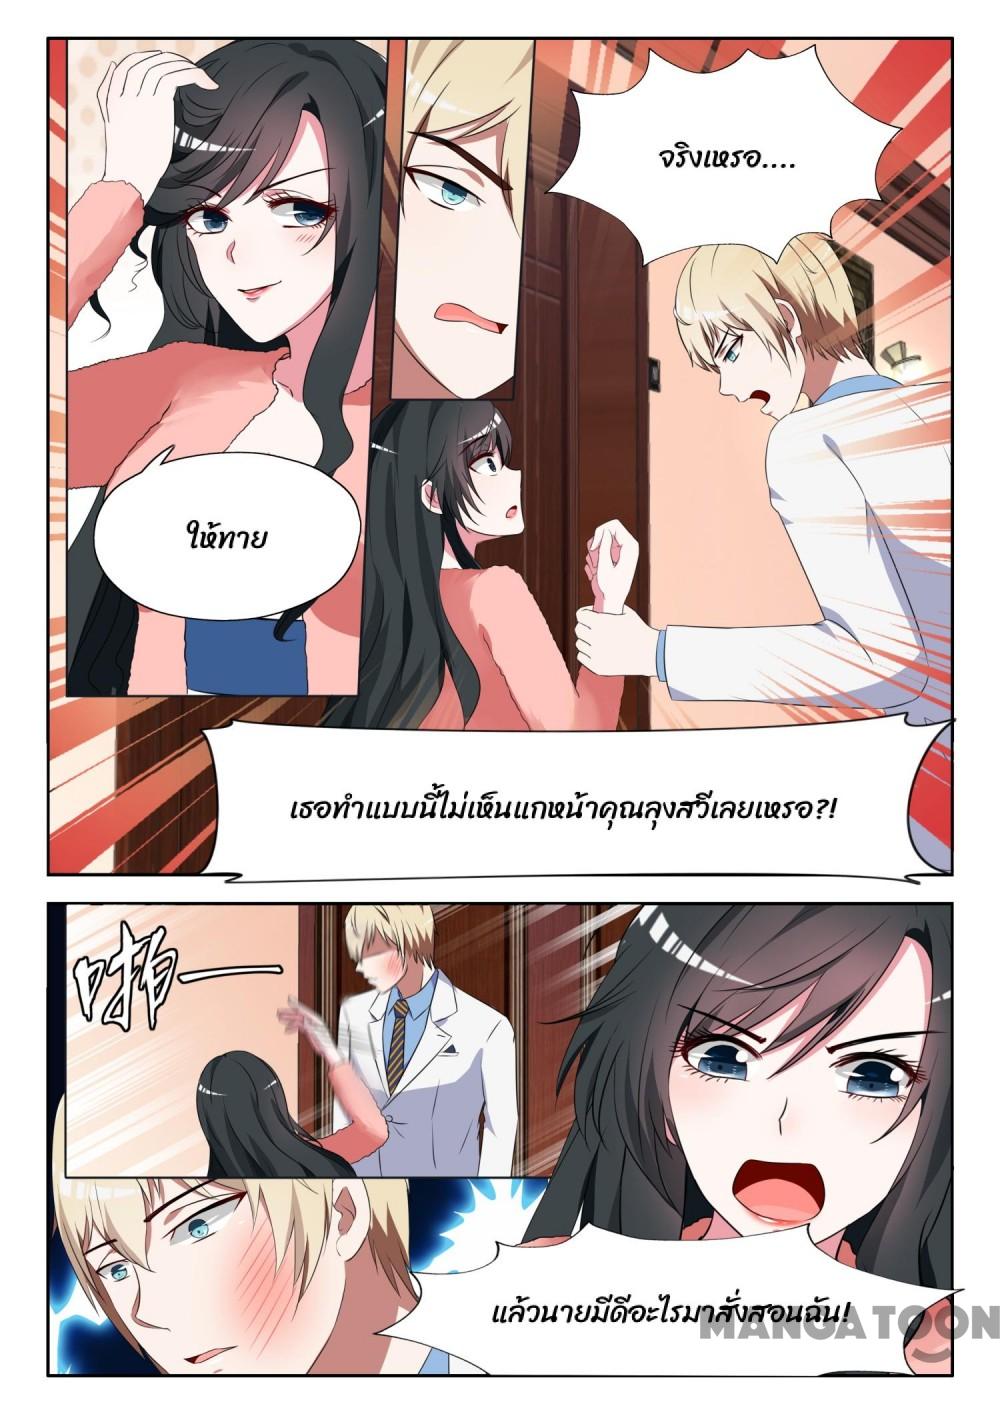 ให้ทาย
จริงเหรอ....
เธอทำแบบนี้ไม่เห็นแกหน้าคุณลุงสวีเลยเหรอ?!
啪—
แล้วนายมีดีอะไรมาสั่งสอนฉัน!
MANGATOON